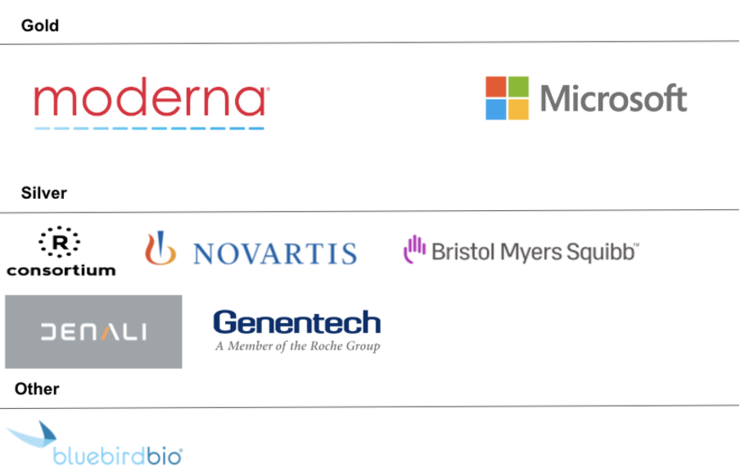 Gold
moderna®
Microsoft
Silver
R
consortium
NOVARTIS
Bristol Myers Squibb™
DENALI
Genentech
A Member of the Roche Group
Other
bluebirdbio®